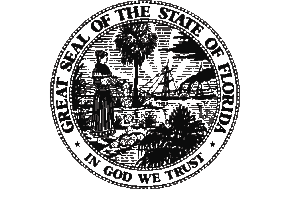 GREAT SEAL OF THE STATE OF FLORIDA
IN GOD WE TRUST